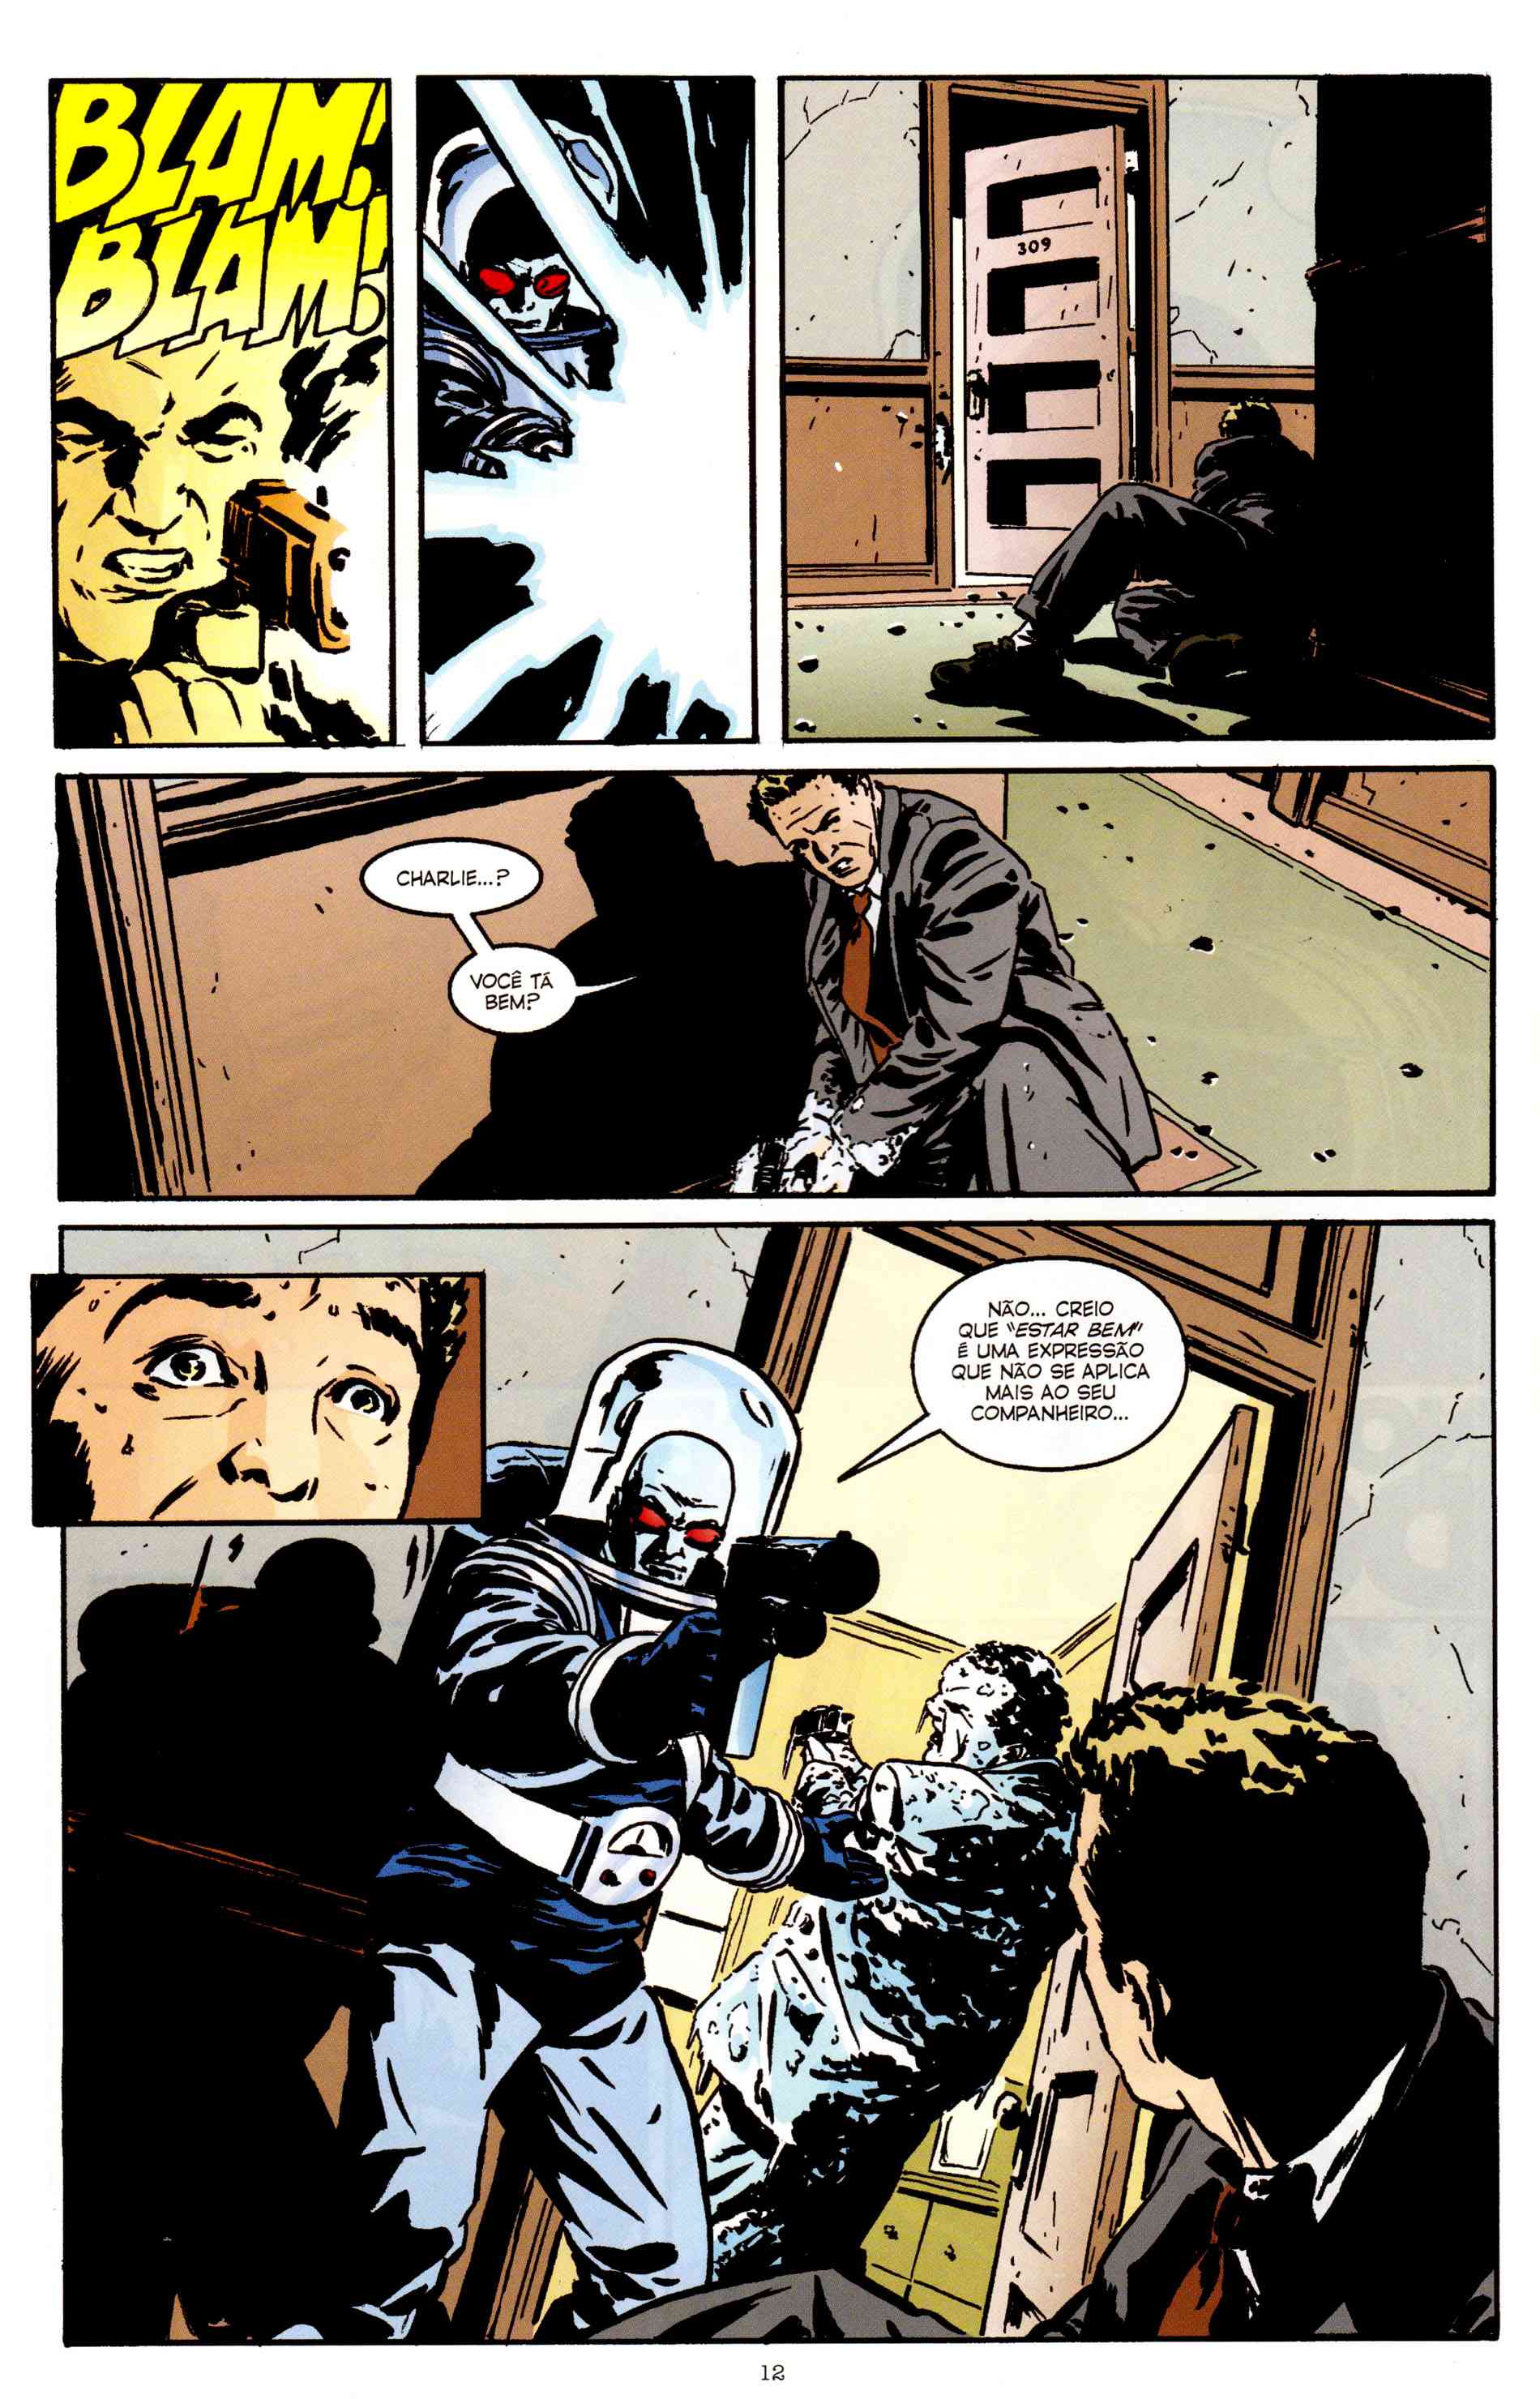 BLAM!
BLAM!
309
CHARLIE...?
VOCÊ TÁ
BEM?
NÃO... CREIO
QUE "ESTAR BEM"
É UMA EXPRESSÃO
QUE NÃO SE APLICA
MAIS AO SEU
COMPANHEIRO...
12